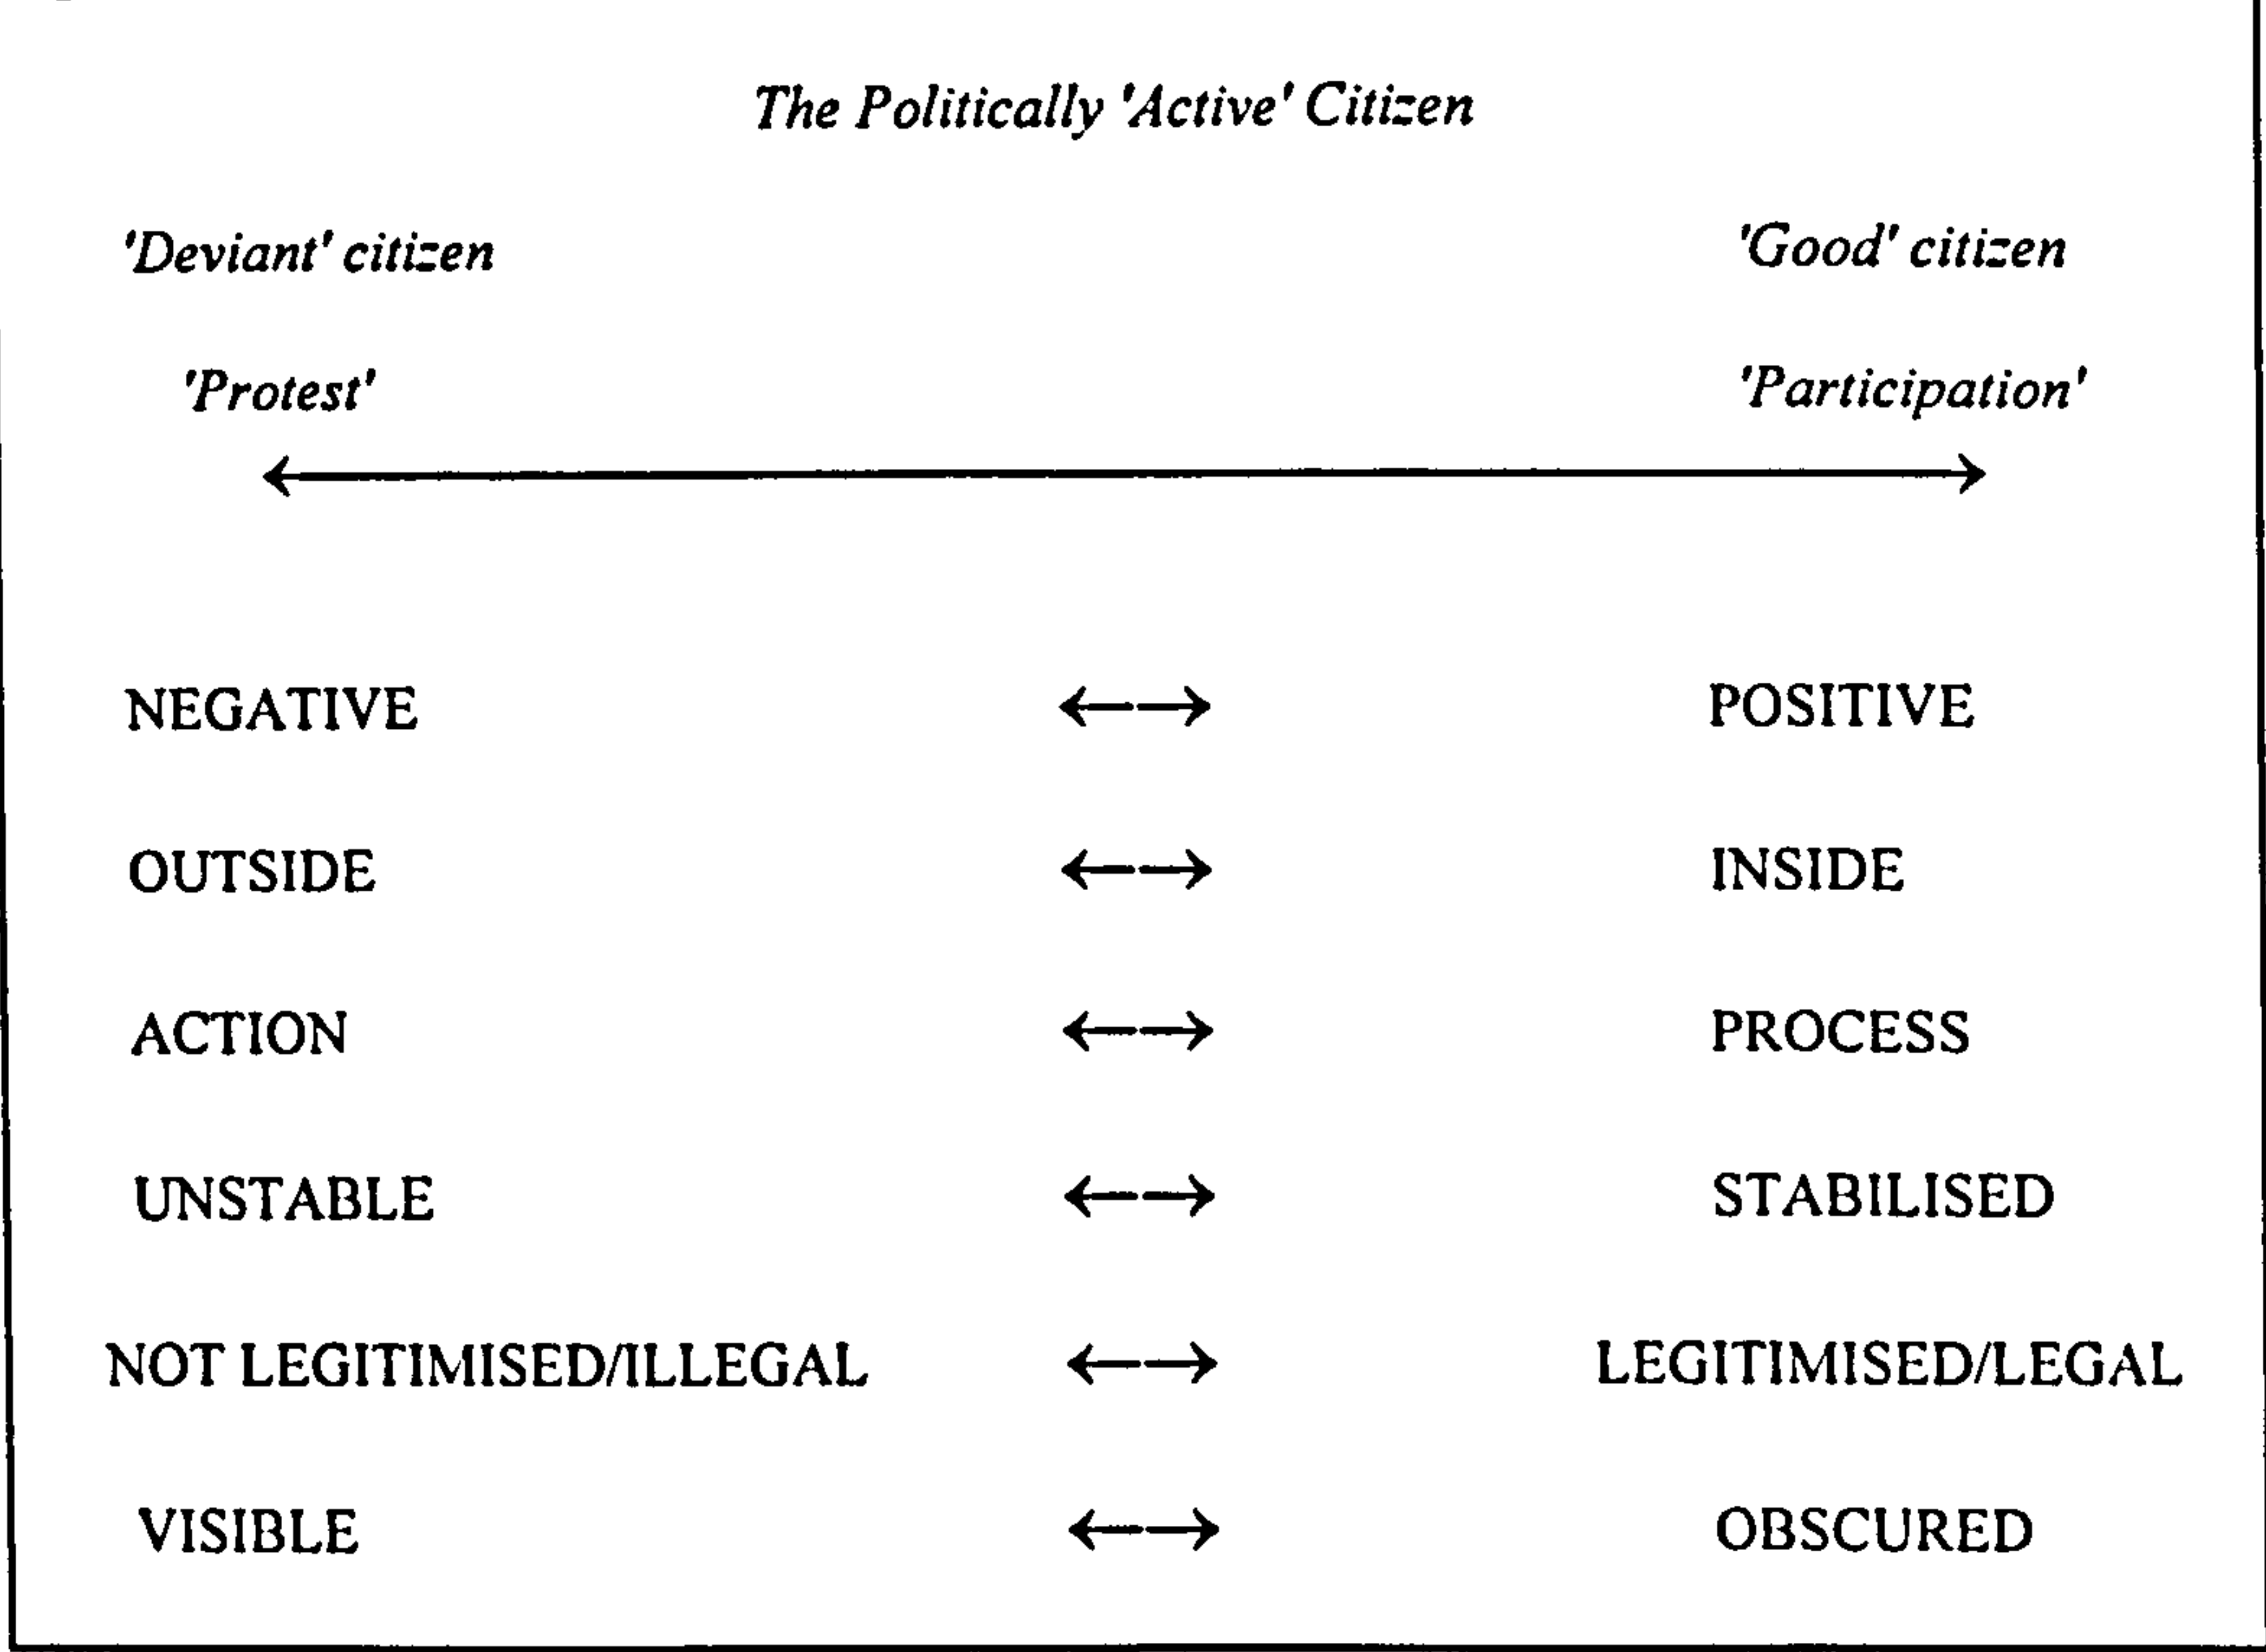 The Politically 'Active' Citizen
'Deviant' citizen 'Good' citizen
'Protest' 'Participation'
NEGATIVE POSITIVE
OUTSIDE INSIDE
ACTION PROCESS
UNSTABLE STABILISED
NOT LEGITIMISED/ILLEGAL LEGITIMISED/LEGAL
VISIBLE OBSCURED